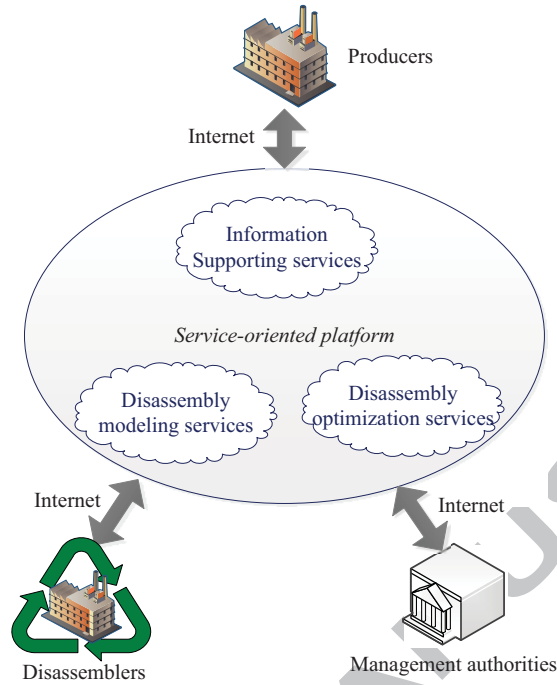 Producers
Internet
Information
Supporting services
Service-oriented platform
Disassembly
modeling services
Disassembly
optimization services
Internet
Internet
Disassemblers
Management authorities